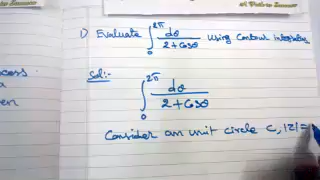 1) Evaluate ∫₀^2π dθ / 2+Cosθ using Contour integration
Sol:-
∫₀^2π dθ / 2+Cosθ
Consider an unit circle C, |z|=